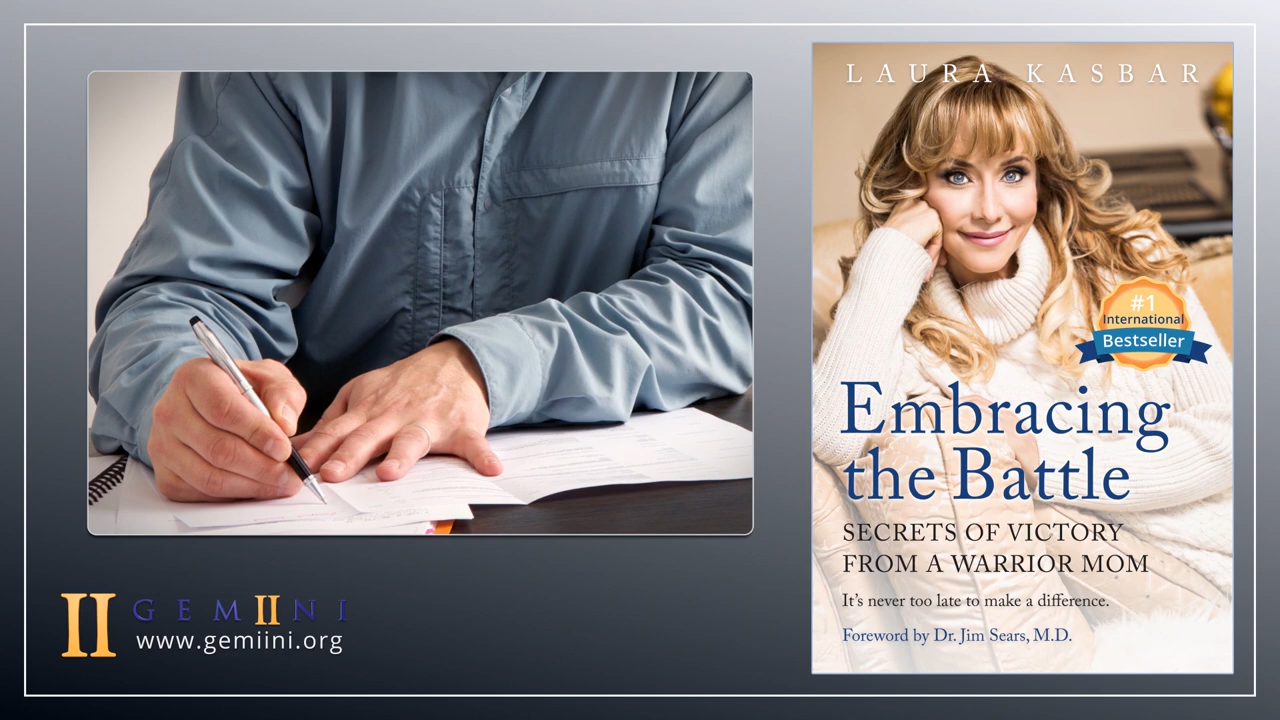 LAURA KASBAR
#1
International
Bestseller
Embracing
the Battle
SECRETS OF VICTORY
FROM A WARRIOR MOM
It's never too late to make a difference.
Foreword by Dr. Jim Sears, M.D.
II GEMIINI
www.gemiini.org